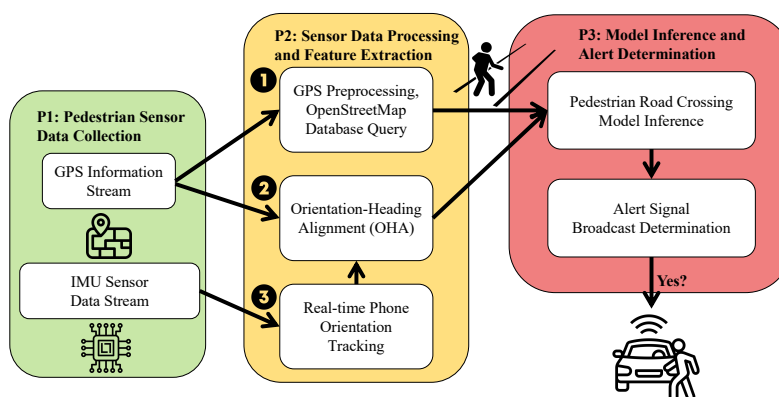 P1: Pedestrian Sensor
Data Collection
GPS Information
Stream
IMU Sensor
Data Stream
P2: Sensor Data Processing
and Feature Extraction
1
GPS Preprocessing,
OpenStreetMap
Database Query
2
Orientation-Heading
Alignment (OHA)
3
Real-time Phone
Orientation
Tracking
P3: Model Inference and
Alert Determination
Pedestrian Road Crossing
Model Inference
Alert Signal
Broadcast Determination
Yes?